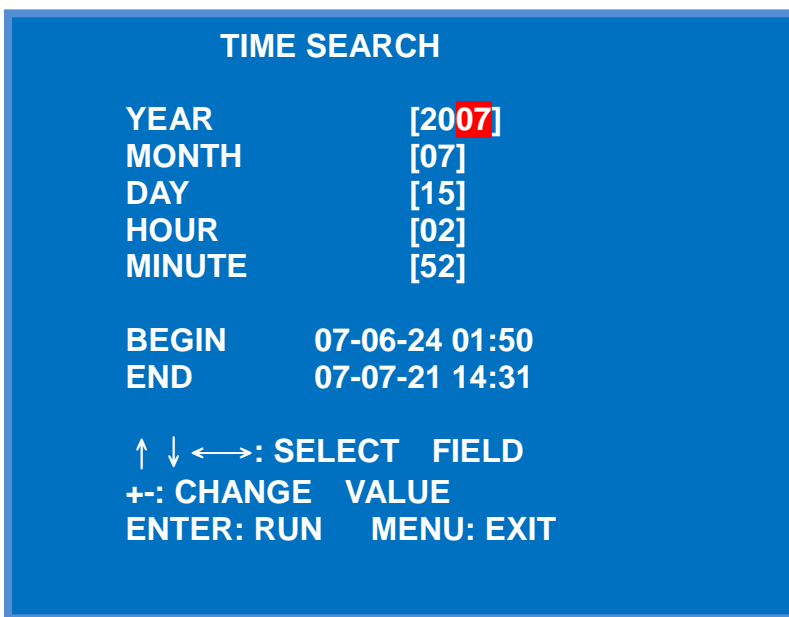 TIME SEARCH
YEAR [2007]
MONTH [07]
DAY [15]
HOUR [02]
MINUTE [52]
BEGIN 07-06-24 01:50
END 07-07-21 14:31
↑↓←→: SELECT FIELD
+-: CHANGE VALUE
ENTER: RUN MENU: EXIT